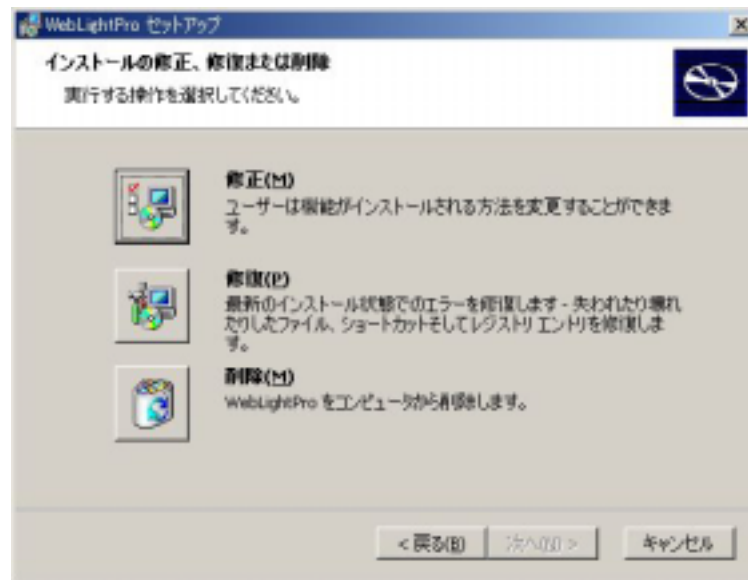 WebLightPro セットアップ
インストールの修正、修復または削除
実行する操作を選択してください。
修正(M)
ユーザーは機能がインストールされる方法を変更することができま
す。
修復(P)
最新のインストール状態でのエラーを修復します - 失われたり壊れ
たりしたファイル、ショートカットそしてレジストリ エントリを修復しま
す。
削除(M)
WebLightPro をコンピュータから削除します。
< 戻る(B)
次へ(N) >
キャンセル